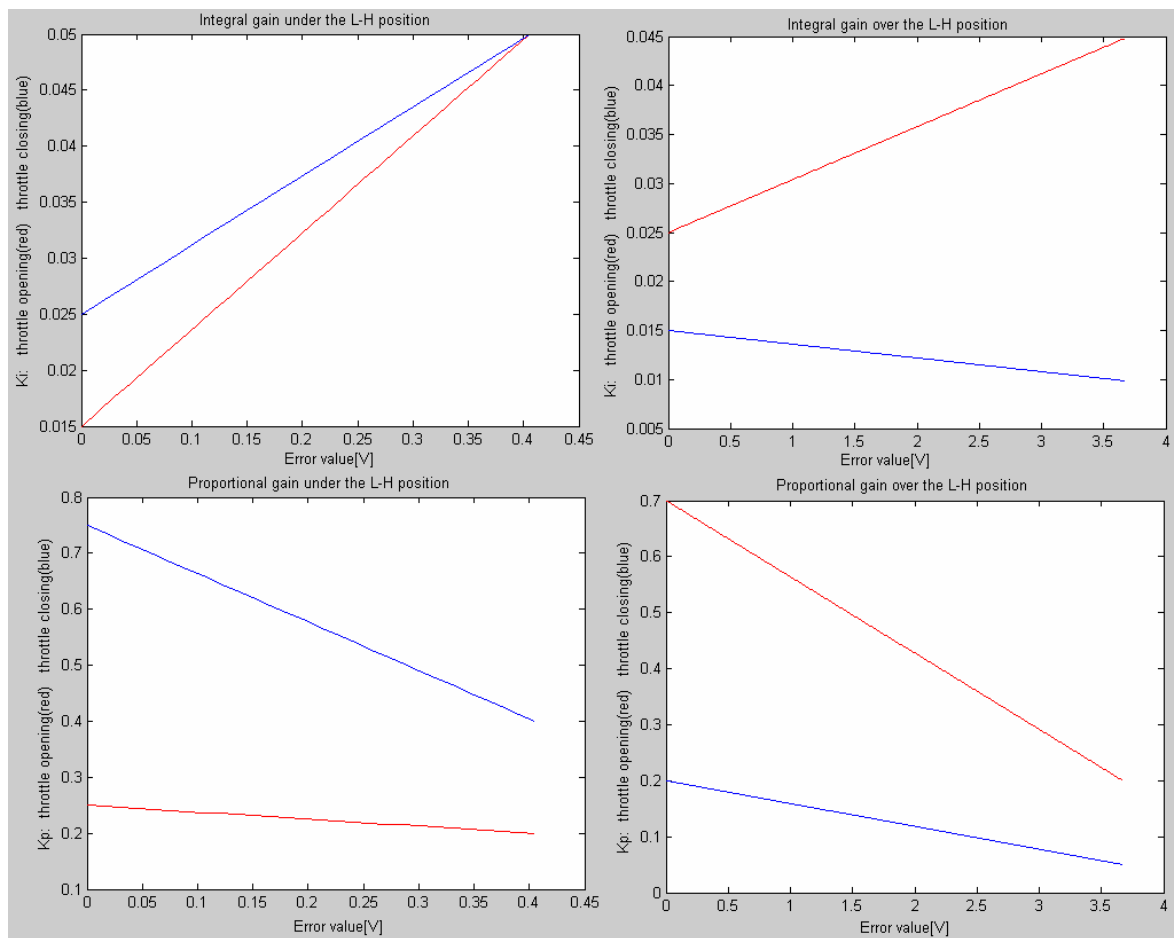 Integral gain under the L-H position
0.05
0.045
0.04
0.035
0.03
0.025
0.02
0.015
Ki: throttle opening(red) throttle closing(blue)
0 0.05 0.1 0.15 0.2 0.25 0.3 0.35 0.4 0.45
Error value[V]
Integral gain over the L-H position
0.045
0.04
0.035
0.03
0.025
0.02
0.015
0.01
0.005
Ki: throttle opening(red) throttle closing(blue)
0 0.5 1 1.5 2 2.5 3 3.5 4
Error value[V]
Proportional gain under the L-H position
0.8
0.7
0.6
0.5
0.4
0.3
0.2
0.1
Kp: throttle opening(red) throttle closing(blue)
0 0.05 0.1 0.15 0.2 0.25 0.3 0.35 0.4 0.45
Error value[V]
Proportional gain over the L-H position
0.7
0.6
0.5
0.4
0.3
0.2
0.1
0
Kp: throttle opening(red) throttle closing(blue)
0 0.5 1 1.5 2 2.5 3 3.5 4
Error value[V]